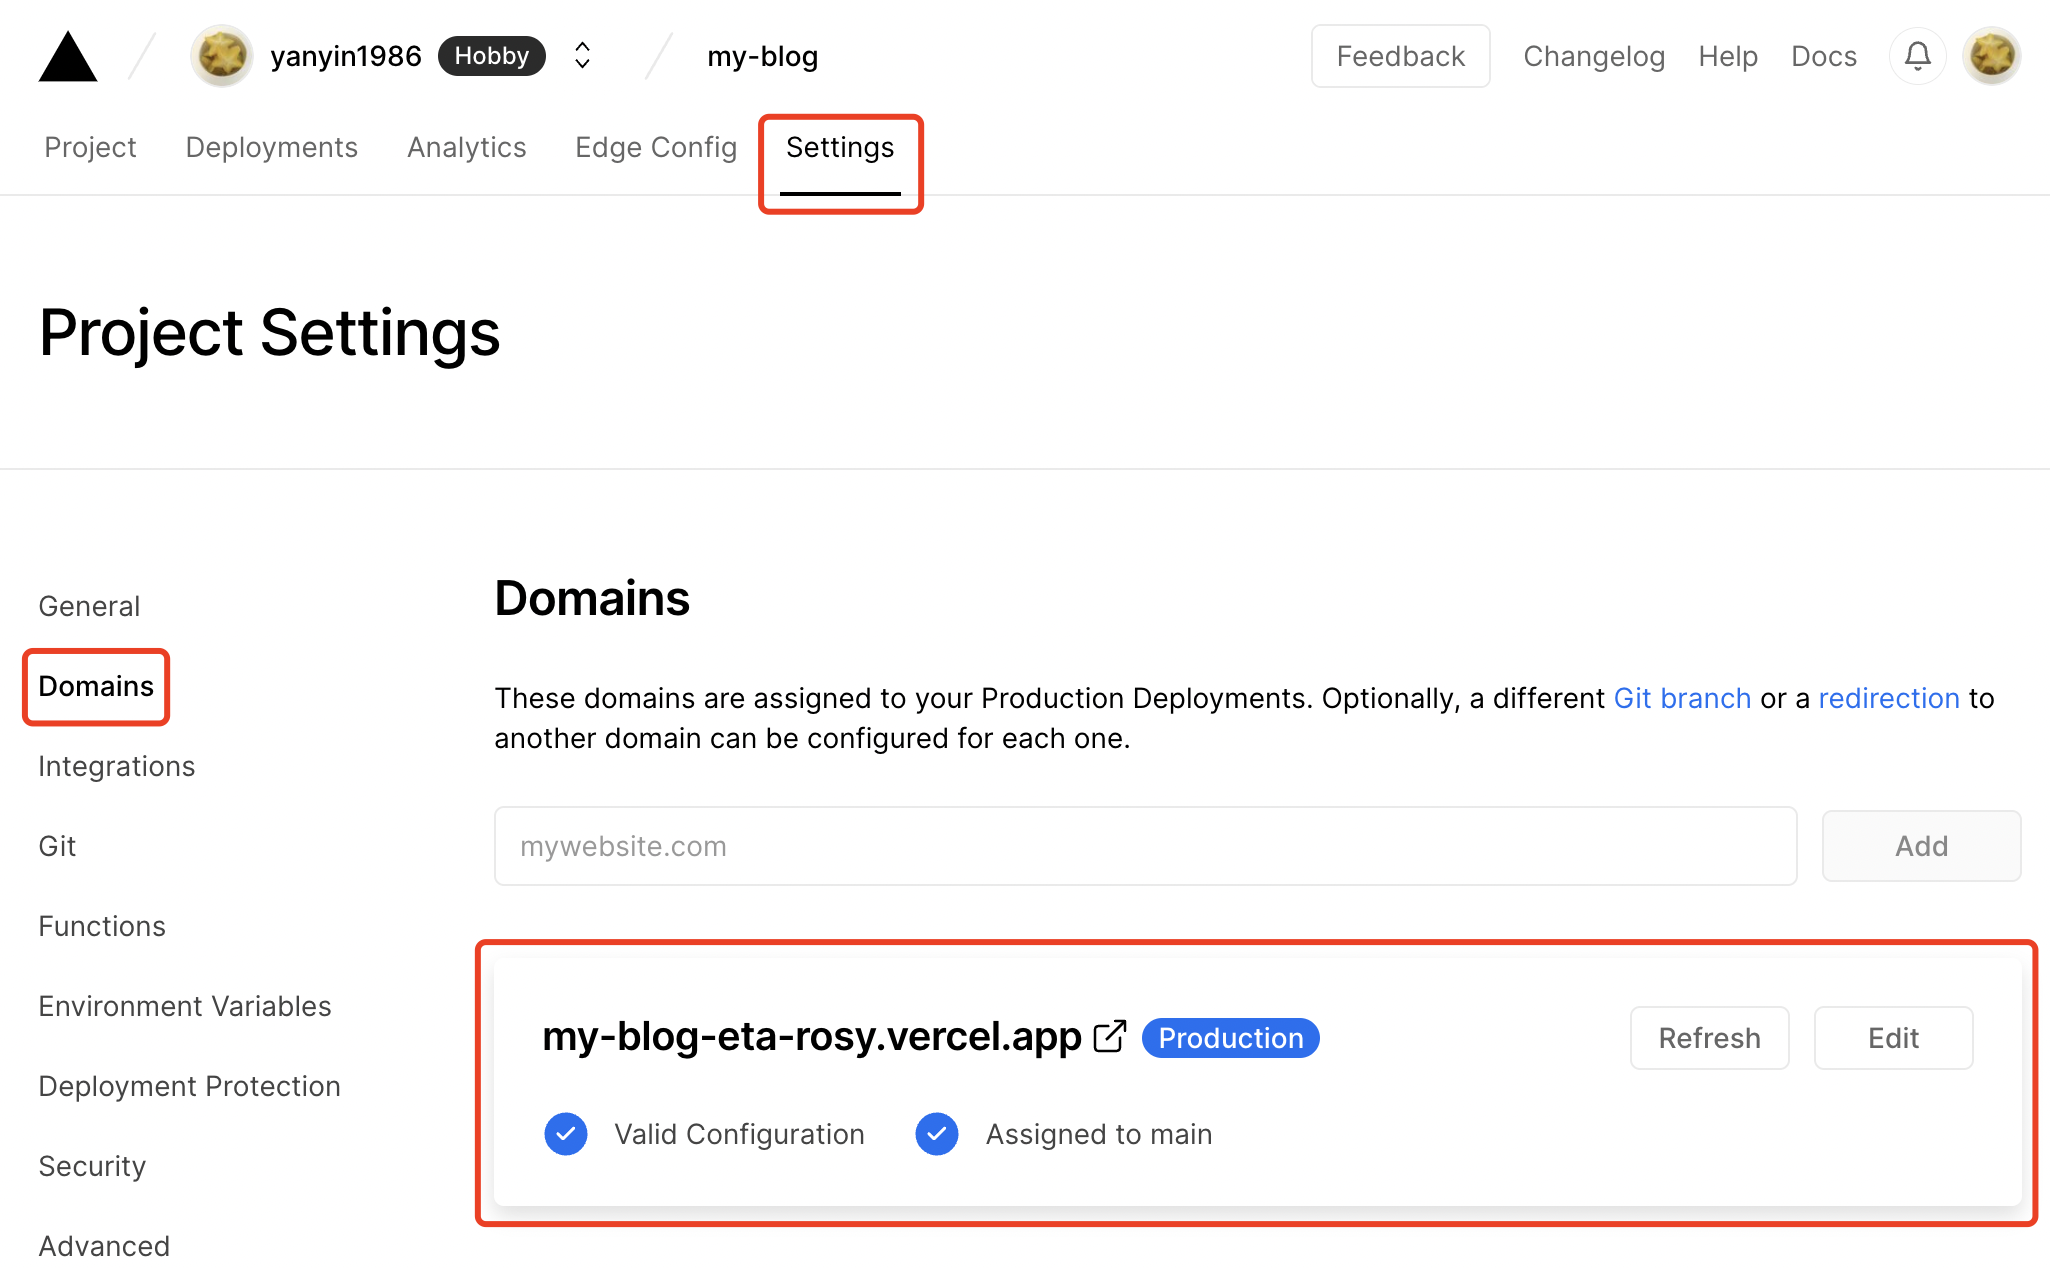 yanyin1986 Hobby my-blog Feedback Changelog Help Docs
Project Deployments Analytics Edge Config Settings
Project Settings
General
Domains
Integrations
Git
Functions
Environment Variables
Deployment Protection
Security
Advanced
Domains
These domains are assigned to your Production Deployments. Optionally, a different Git branch or a redirection to
another domain can be configured for each one.
mywebsite.com Add
my-blog-eta-rosy.vercel.app Production Refresh Edit
Valid Configuration Assigned to main